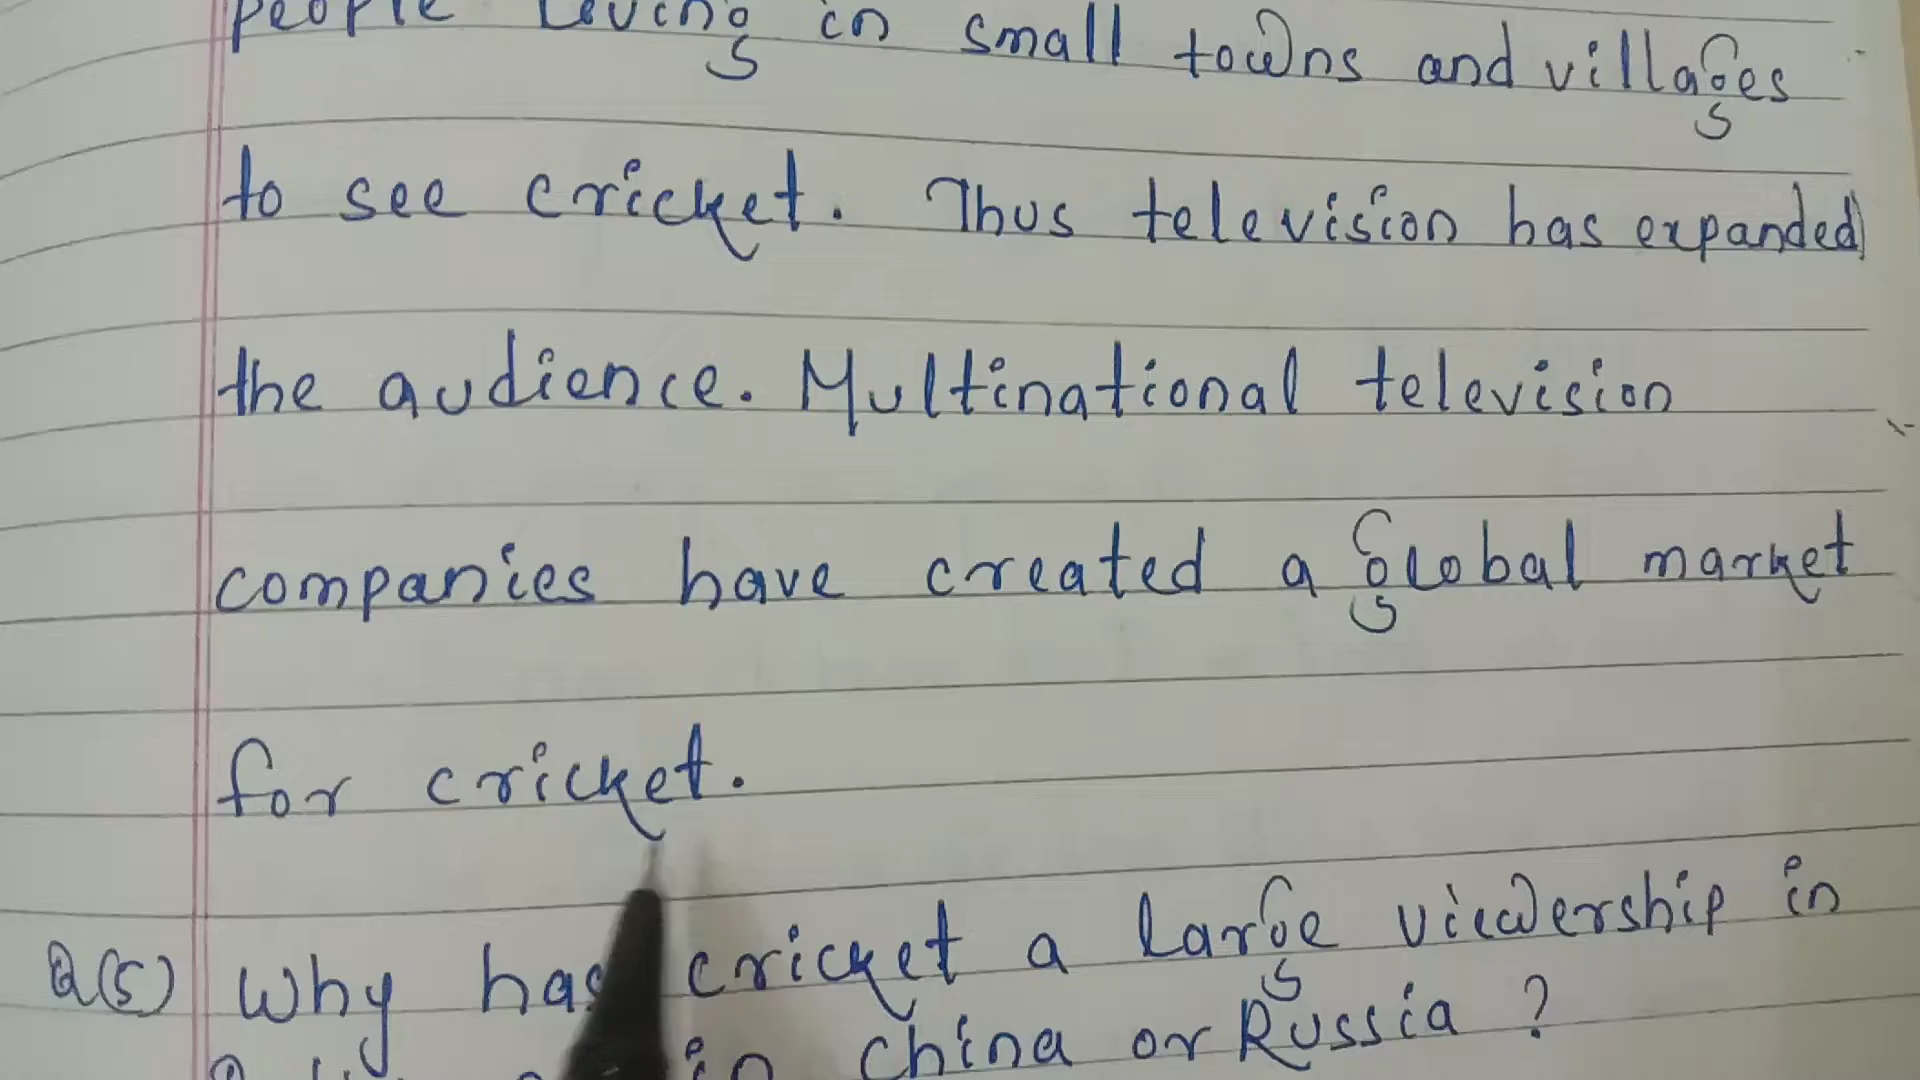 people living in small towns and villages
to see cricket. Thus television has expanded
the audience. Multinational television
companies have created a Global market
for cricket.
Q(5) Why has cricket a large viewership in
in China or Russia ?